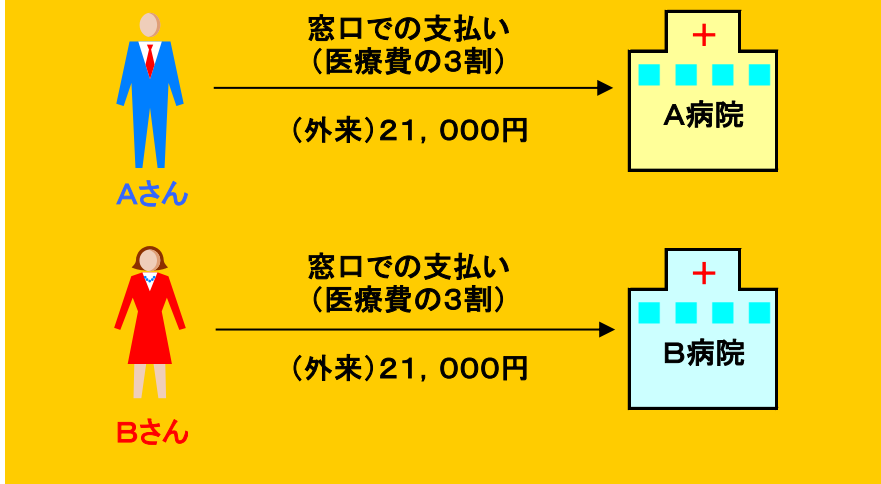 窓口での支払い
（医療費の３割）
（外来）２１，０００円
＋
Ａ病院
Ａさん
窓口での支払い
（医療費の３割）
（外来）２１，０００円
＋
Ｂ病院
Ｂさん